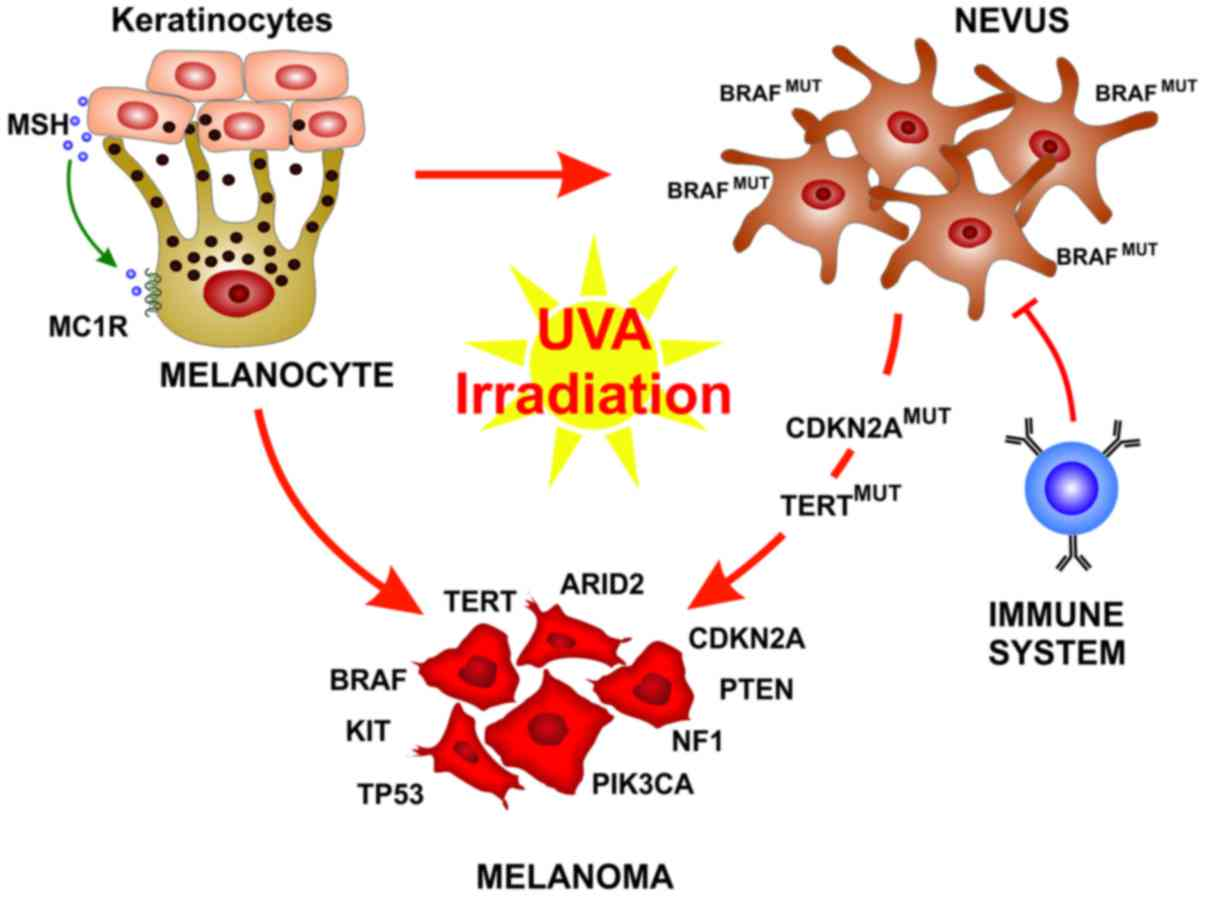 Keratinocytes
NEVUS
MSH
BRAF MUT
BRAF MUT
BRAF MUT
BRAF MUT
MC1R
MELANOCYTE
UVA
Irradiation
CDKN2A MUT
TERT MUT
IMMUNE
SYSTEM
TERT
ARID2
CDKN2A
BRAF
PTEN
KIT
NF1
TP53
PIK3CA
MELANOMA